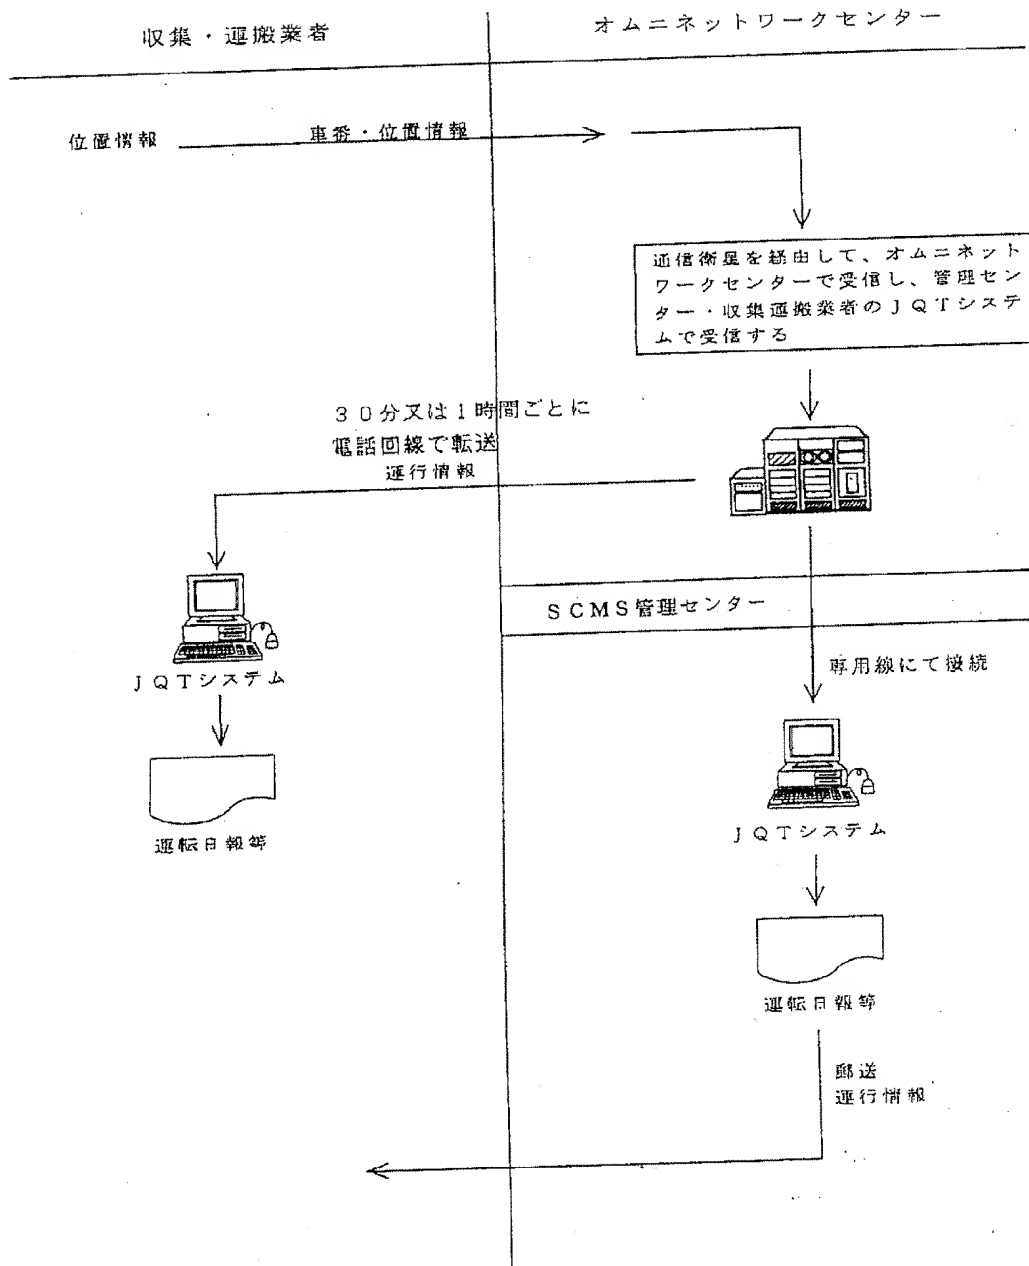 収集・運搬業者
オムニネットワークセンター
位置情報
車番・位置情報
通信衛星を経由して、オムニネット
ワークセンターで受信し、管理セン
ター・収集運搬業者のJQTシステ
ムで受信する
30分又は1時間ごとに
電話回線で転送
運行情報
SCMS管理センター
専用線にて接続
JQTシステム
運転日報等
JQTシステム
運転日報等
郵送
運行情報